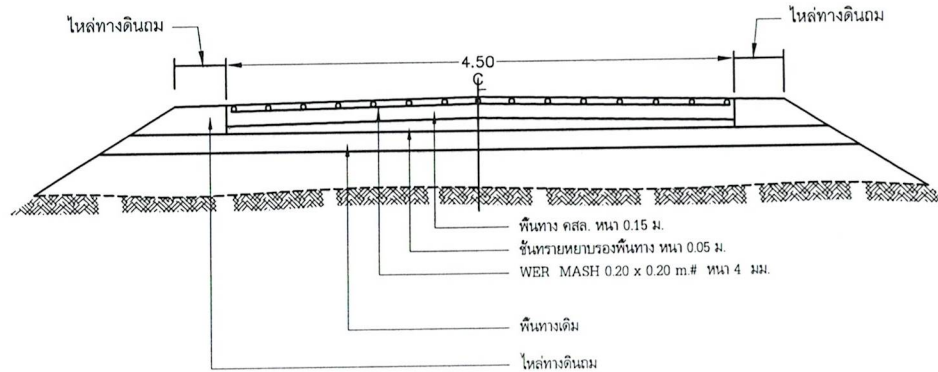 ไหล่ทางดินถม
ไหล่ทางดินถม
4.50
C
L
พื้นทาง คสล. หนา 0.15 ม.
ชั้นทรายหยาบรองพื้นทาง หนา 0.05 ม.
WER MASH 0.20 x 0.20 m.# หนา 4 มม.
พื้นทางเดิม
ไหล่ทางดินถม